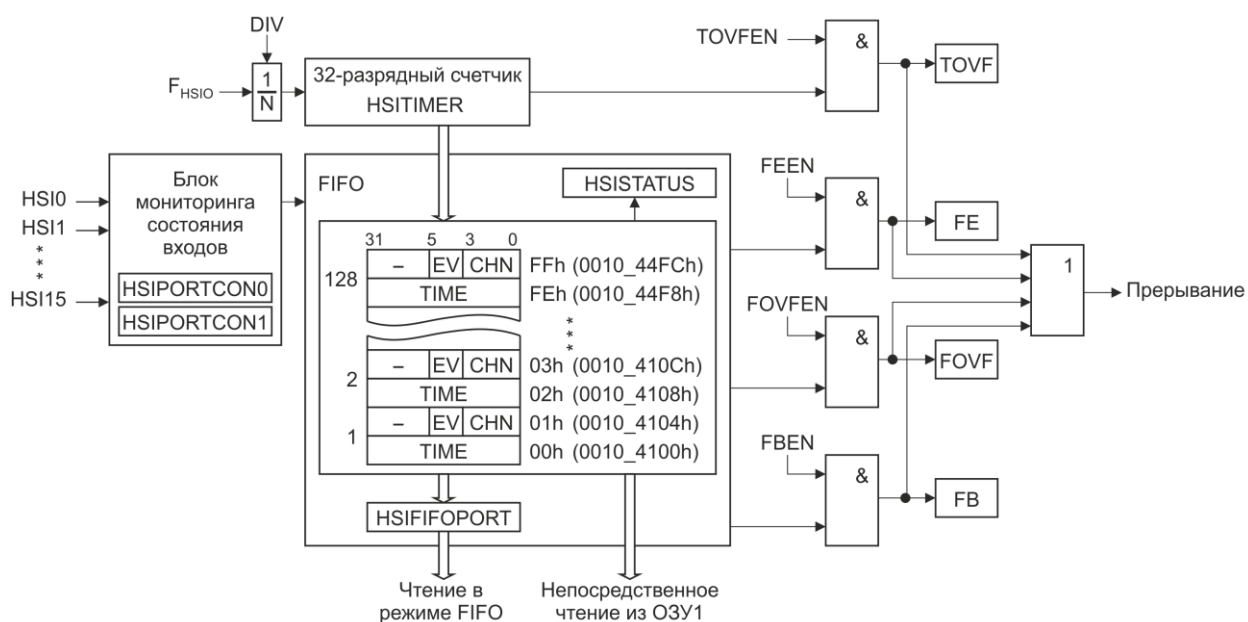 DIV
F_HSIO
1
N
32-разрядный счетчик
HSITIMER
TOVFEN
&
TOVF
HSI0
HSI1
* * *
HSI15
Блок
мониторинга
состояния
входов
HSIPORTCON0
HSIPORTCON1
FIFO
HSISTATUS
31 5 3 0
128
– EV CHN FFh (0010_44FCh)
TIME FEh (0010_44F8h)
* * *
2
– EV CHN 03h (0010_410Ch)
TIME 02h (0010_4108h)
1
– EV CHN 01h (0010_4104h)
TIME 00h (0010_4100h)
HSIFIFOPORT
Чтение в
режиме FIFO
Непосредственное
чтение из ОЗУ1
FEEN
&
FE
FOVFEN
&
FOVF
FBEN
&
FB
1
Прерывание